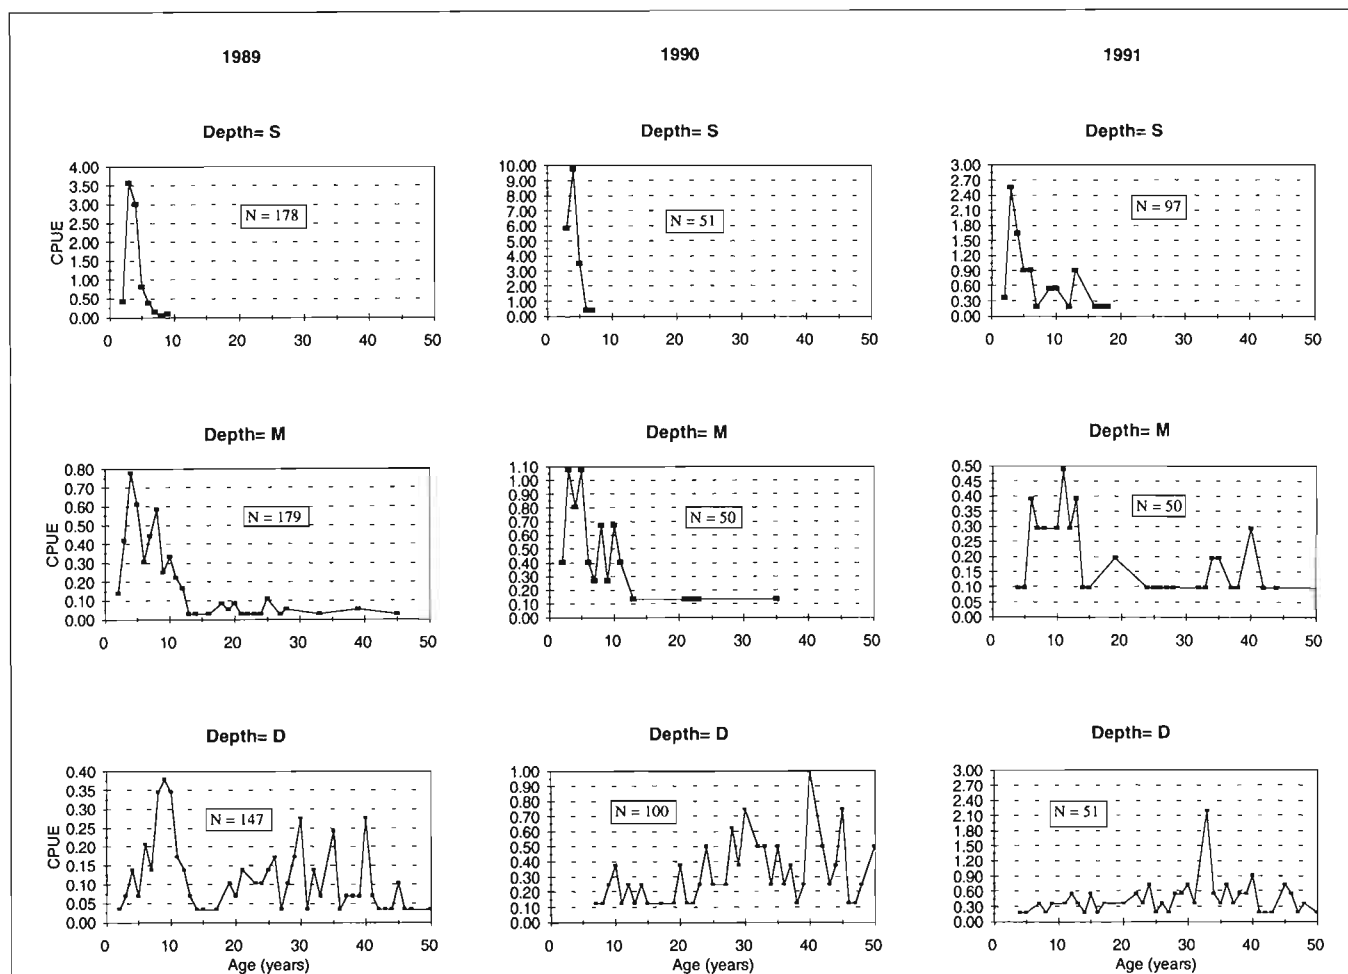 1989
1990
1991
Depth= S
Depth= S
Depth= S
CPUE
4.00
3.50
3.00
2.50
2.00
1.50
1.00
0.50
0.00
N = 178
0 10 20 30 40 50
10.00
9.00
8.00
7.00
6.00
5.00
4.00
3.00
2.00
1.00
0.00
N = 51
0 10 20 30 40 50
3.00
2.70
2.40
2.10
1.80
1.50
1.20
0.90
0.60
0.30
0.00
N = 97
0 10 20 30 40 50
Depth= M
Depth= M
Depth= M
CPUE
0.80
0.70
0.60
0.50
0.40
0.30
0.20
0.10
0.00
N = 179
0 10 20 30 40 50
1.10
1.00
0.90
0.80
0.70
0.60
0.50
0.40
0.30
0.20
0.10
0.00
N = 50
0 10 20 30 40 50
0.50
0.45
0.40
0.35
0.30
0.25
0.20
0.15
0.10
0.05
0.00
N = 50
0 10 20 30 40 50
Depth= D
Depth= D
Depth= D
CPUE
0.40
0.35
0.30
0.25
0.20
0.15
0.10
0.05
0.00
N = 147
0 10 20 30 40 50
Age (years)
1.00
0.90
0.80
0.70
0.60
0.50
0.40
0.30
0.20
0.10
0.00
N = 100
0 10 20 30 40 50
Age (years)
3.00
2.70
2.40
2.10
1.80
1.50
1.20
0.90
0.60
0.30
0.00
N = 51
0 10 20 30 40 50
Age (years)